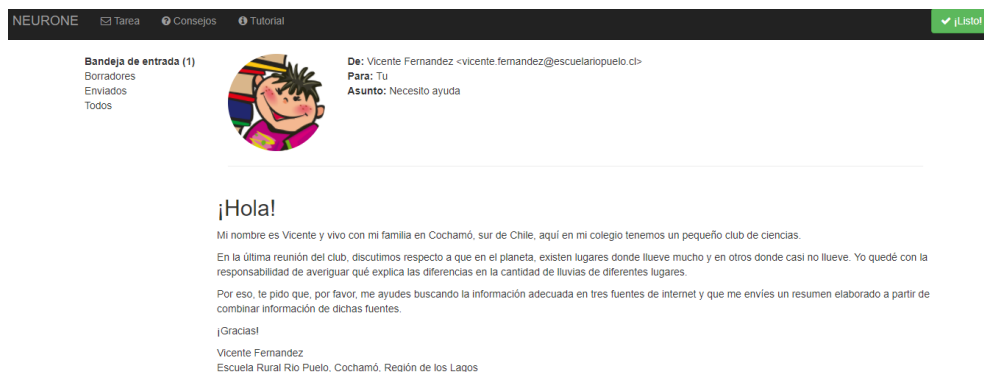 NEURONE Tarea Consejos Tutorial ¡Listo!
Bandeja de entrada (1)
Borradores
Enviados
Todos
De: Vicente Fernandez <vicente.fernandez@escuelariopuelo.cl>
Para: Tu
Asunto: Necesito ayuda
¡Hola!
Mi nombre es Vicente y vivo con mi familia en Cochamó, sur de Chile, aquí en mi colegio tenemos un pequeño club de ciencias.
En la última reunión del club, discutimos respecto a que en el planeta, existen lugares donde llueve mucho y en otros donde casi no llueve. Yo quedé con la
responsabilidad de averiguar qué explica las diferencias en la cantidad de lluvias de diferentes lugares.
Por eso, te pido que, por favor, me ayudes buscando la información adecuada en tres fuentes de internet y que me envíes un resumen elaborado a partir de
combinar información de dichas fuentes.
¡Gracias!
Vicente Fernandez
Escuela Rural Rio Puelo, Cochamó, Región de los Lagos